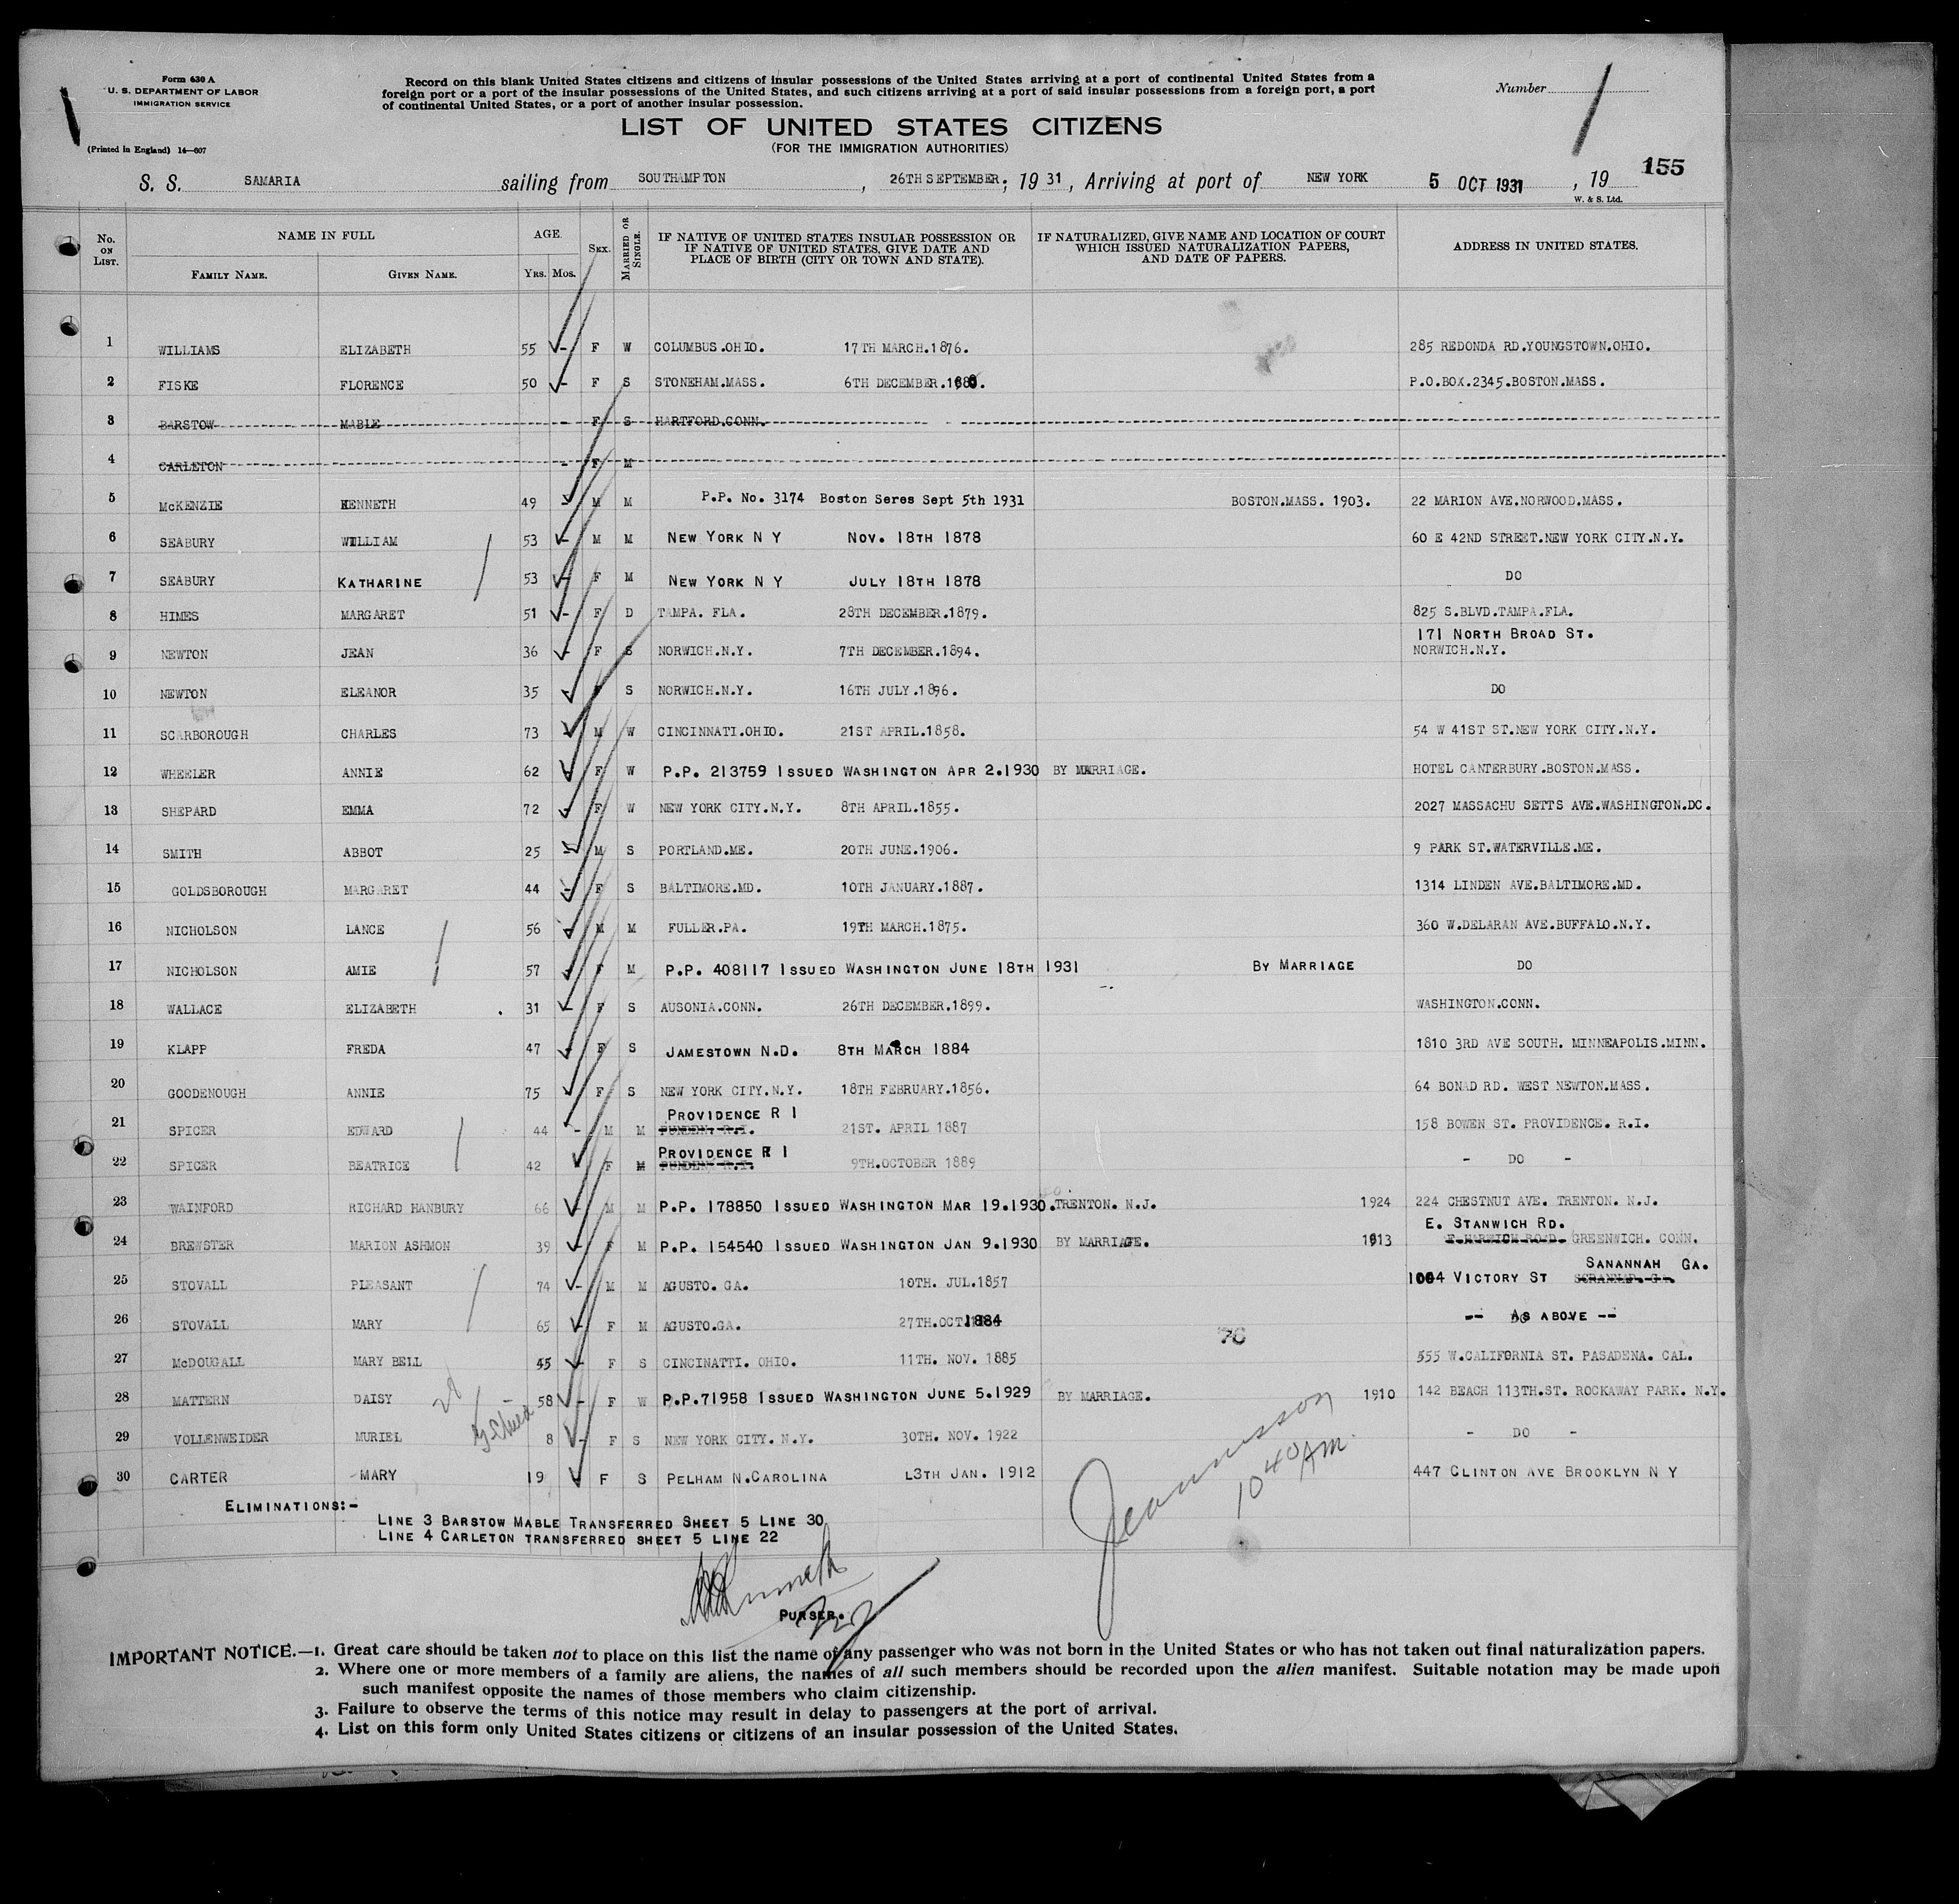 Form 630 A
U. S. DEPARTMENT OF LABOR
IMMIGRATION SERVICE
(Printed in England) 14—607
Record on this blank United States citizens and citizens of insular possessions of the United States arriving at a port of continental United States from a
foreign port or a port of the insular possessions of the United States, and such citizens arriving at a port of said insular possessions from a foreign port, a port
of continental United States, or a port of another insular possession.
Number
LIST OF UNITED STATES CITIZENS
(FOR THE IMMIGRATION AUTHORITIES)
155
S. S. SAMARIA sailing from SOUTHAMPTON, 26TH SEPTEMBER; 19 31, Arriving at port of NEW YORK 5 OCT 1931, 19
W. & S. Ltd.
No. ON LIST. NAME IN FULL FAMILY NAME. GIVEN NAME. AGE YRS. MOS. SEX. MARRIED OR SINGLE. IF NATIVE OF UNITED STATES INSULAR POSSESSION OR IF NATIVE OF UNITED STATES, GIVE DATE AND PLACE OF BIRTH (CITY OR TOWN AND STATE). IF NATURALIZED, GIVE NAME AND LOCATION OF COURT WHICH ISSUED NATURALIZATION PAPERS, AND DATE OF PAPERS. ADDRESS IN UNITED STATES.
1 WILLIAMS ELIZABETH 55 - F W COLUMBUS.OHIO. 17TH MARCH.1876. 285 REDONDA RD.YOUNGSTOWN.OHIO.
2 FISKE FLORENCE 50 - F S STONEHAM.MASS. 6TH DECEMBER.1880. P.O.BOX.2345.BOSTON.MASS.
3 BARSTOW MABLE - F S HARTFORD.CONN.
4 CARLETON - F M
5 McKENZIE KENNETH 49 - M M P.P. No. 3174 Boston Seres Sept 5th 1931 BOSTON.MASS. 1903. 22 MARION AVE.NORWOOD.MASS.
6 SEABURY WILLIAM 53 - M M NEW YORK N Y NOV. 18TH 1878 60 E 42ND STREET.NEW YORK CITY.N.Y.
7 SEABURY KATHARINE 53 - F M NEW YORK N Y JULY 18TH 1878 DO
8 HIMES MARGARET 51 - F D TAMPA. FLA. 28TH DECEMBER.1879. 825 S.BLVD.TAMPA.FLA.
171 NORTH BROAD ST.
9 NEWTON JEAN 36 - F S NORWICH.N.Y. 7TH DECEMBER.1894. NORWICH.N.Y.
10 NEWTON ELEANOR 35 - F S NORWICH.N.Y. 16TH JULY.1896. DO
11 SCARBOROUGH CHARLES 73 - M W CINCINNATI.OHIO. 21ST APRIL.1858. 54 W 41ST ST.NEW YORK CITY.N.Y.
12 WHEELER ANNIE 62 - F W P.P. 213759 ISSUED WASHINGTON APR 2.1930 BY MARRIAGE. HOTEL CANTERBURY.BOSTON.MASS.
13 SHEPARD EMMA 72 - F W NEW YORK CITY.N.Y. 8TH APRIL.1855. 2027 MASSACHU SETTS AVE.WASHINGTON.DC.
14 SMITH ABBOT 25 - M S PORTLAND.ME. 20TH JUNE.1906. 9 PARK ST.WATERVILLE.ME.
15 GOLDSBOROUGH MARGARET 44 - F S BALTIMORE.MD. 10TH JANUARY.1887. 1314 LINDEN AVE.BALTIMORE.MD.
16 NICHOLSON LANCE 56 - M M FULLER.PA. 19TH MARCH.1875. 360 W.DELARAN AVE.BUFFALO.N.Y.
17 NICHOLSON AMIE 57 - F M P.P. 408117 ISSUED WASHINGTON JUNE 18TH 1931 BY MARRIAGE DO
18 WALLACE ELIZABETH 31 - F S AUSONIA.CONN. 26TH DECEMBER.1899. WASHINGTON.CONN.
19 KLAPP FREDA 47 - F S JAMESTOWN N.D. 8TH MARCH 1884 1810 3RD AVE SOUTH. MINNEAPOLIS.MINN.
20 GOODENOUGH ANNIE 75 F S NEW YORK CITY.N.Y. 18TH FEBRUARY.1856. 64 BONAD RD. WEST NEWTON.MASS.
PROVIDENCE R I
21 SPICER EDWARD 44 - M M PUNDEN. R.I. 21ST. APRIL 1887 158 BOWEN ST. PROVIDENCE. R.I.
PROVIDENCE R I
22 SPICER BEATRICE 42 F M PUNDEN. R.I. 9TH.OCTOBER 1889 - DO -
23 WAINFORD RICHARD HANBURY 66 - M M P.P. 178850 ISSUED WASHINGTON MAR 19.1930. TRENTON. N.J. 1924 224 CHESTNUT AVE. TRENTON. N.J.
E. STANWICH RD.
24 BREWSTER MARION ASHMON 39 - F M P.P. 154540 ISSUED WASHINGTON JAN 9.1930 BY MARRIAGE. 1913 GREENWICH. CONN.
SANANNAH GA.
25 STOVALL PLEASANT 74 - M M AGUSTO. GA. 10TH. JUL.1857 1004 VICTORY ST
26 STOVALL MARY 65 - F M AGUSTO.GA. 27TH.OCT.1884 -- AS ABOVE --
27 McDOUGALL MARY BELL 45 - F S CINCINATTI. OHIO. 11TH. NOV. 1885 555 W.CALIFORNIA ST. PASADENA. CAL.
28 MATTERN DAISY 58 - F W P.P.71958 ISSUED WASHINGTON JUNE 5.1929 BY MARRIAGE. 1910 142 BEACH 113TH.ST. ROCKAWAY PARK. N.Y.
29 VOLLENWEIDER MURIEL 8 - F S NEW YORK CITY. N.Y. 30TH. NOV. 1922 - DO -
30 CARTER MARY 19 F S PELHAM N.CAROLINA L3TH JAN. 1912 447 CLINTON AVE BROOKLYN N Y
10 40 AM.
ELIMINATIONS:-
LINE 3 BARSTOW MABLE TRANSFERRED SHEET 5 LINE 30
LINE 4 CARLETON TRANSFERRED SHEET 5 LINE 22
PURSER.
IMPORTANT NOTICE.—1. Great care should be taken not to place on this list the name of any passenger who was not born in the United States or who has not taken out final naturalization papers.
2. Where one or more members of a family are aliens, the names of all such members should be recorded upon the alien manifest. Suitable notation may be made upon
such manifest opposite the names of those members who claim citizenship.
3. Failure to observe the terms of this notice may result in delay to passengers at the port of arrival.
4. List on this form only United States citizens or citizens of an insular possession of the United States.